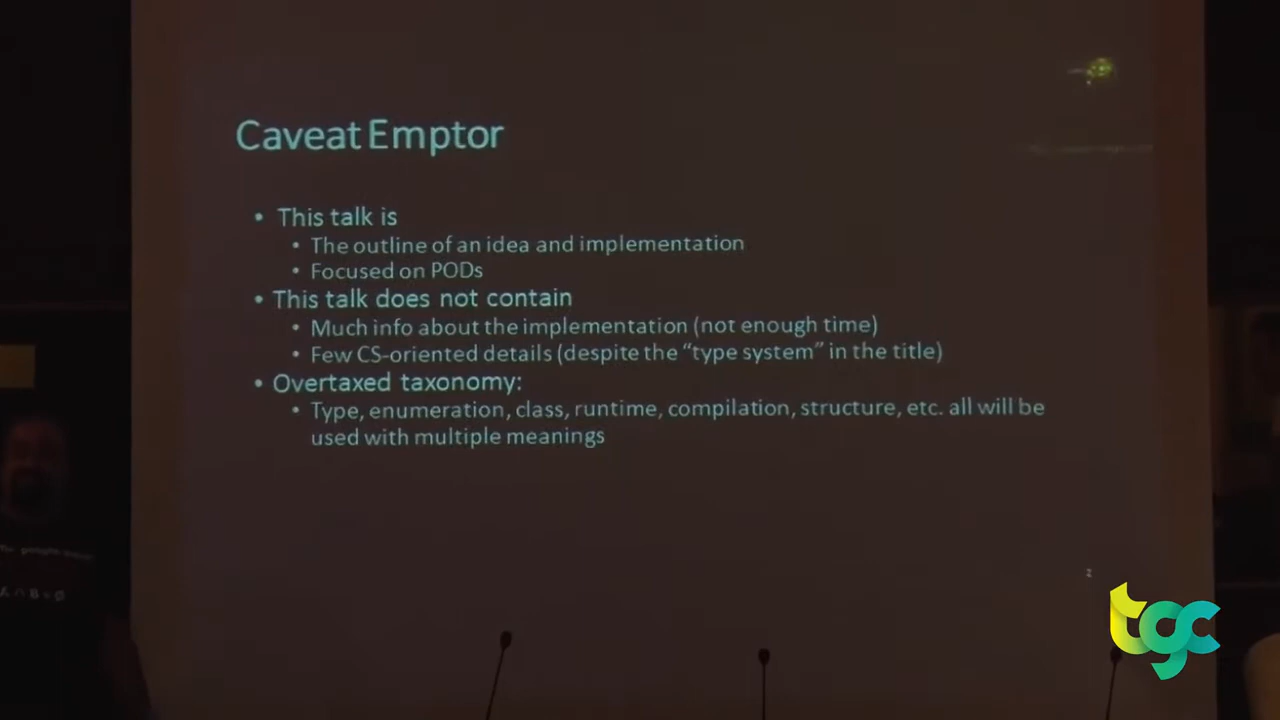 Caveat Emptor
• This talk is
• The outline of an idea and implementation
• Focused on PODs
• This talk does not contain
• Much info about the implementation (not enough time)
• Few CS-oriented details (despite the “type system” in the title)
• Overtaxed taxonomy:
• Type, enumeration, class, runtime, compilation, structure, etc. all will be
used with multiple meanings
2
tgc